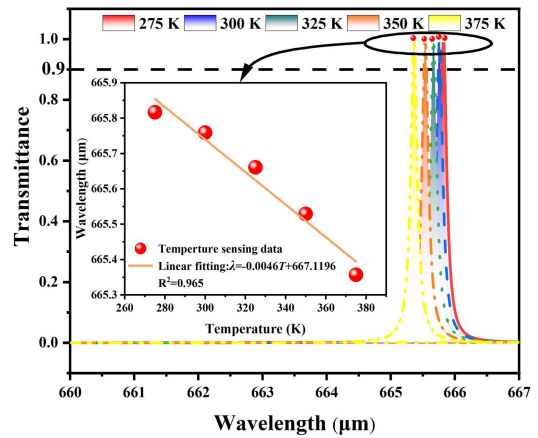 275 K 300 K 325 K 350 K 375 K
1.0
0.9
0.8
0.6
0.4
0.2
0.0
Transmittance
660 661 662 663 664 665 666 667
Wavelength (μm)
665.9
665.8
665.7
665.6
665.5
665.4
665.3
Wavelength (μm)
Temperture sensing data
Linear fitting:λ=-0.0046T+667.1196
R²=0.965
260 280 300 320 340 360 380
Temperature (K)